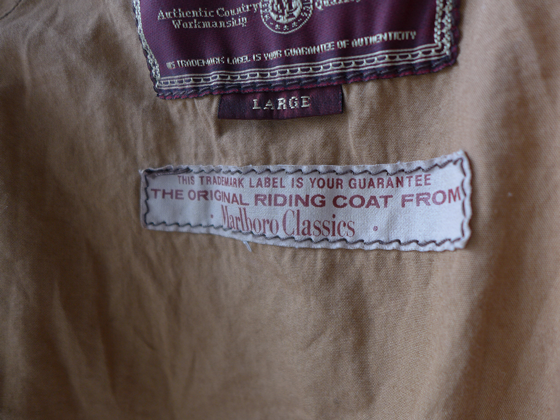 Authentic Country Quality
Workmanship
THIS TRADEMARK LABEL IS YOUR GUARANTEE OF AUTHENTICITY
LARGE
THIS TRADEMARK LABEL IS YOUR GUARANTEE
THE ORIGINAL RIDING COAT FROM
Marlboro Classics